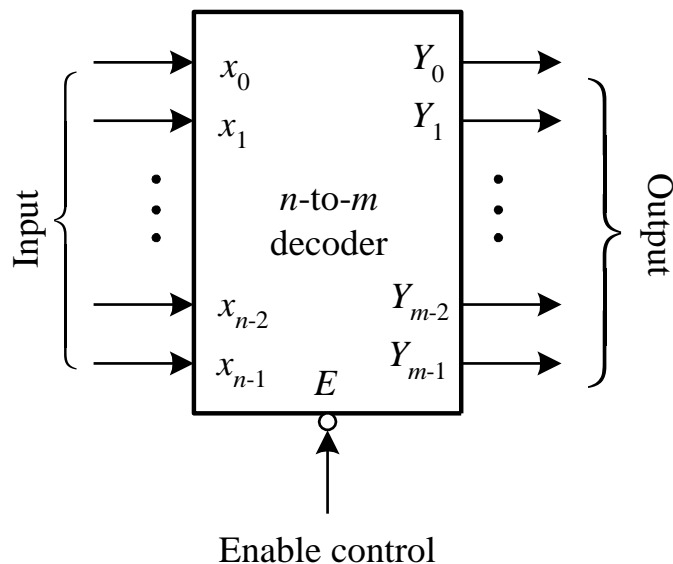 x0 Y0
x1 Y1
Input
n-to-m
decoder
Output
xn-2 Ym-2
xn-1 Ym-1
E
Enable control